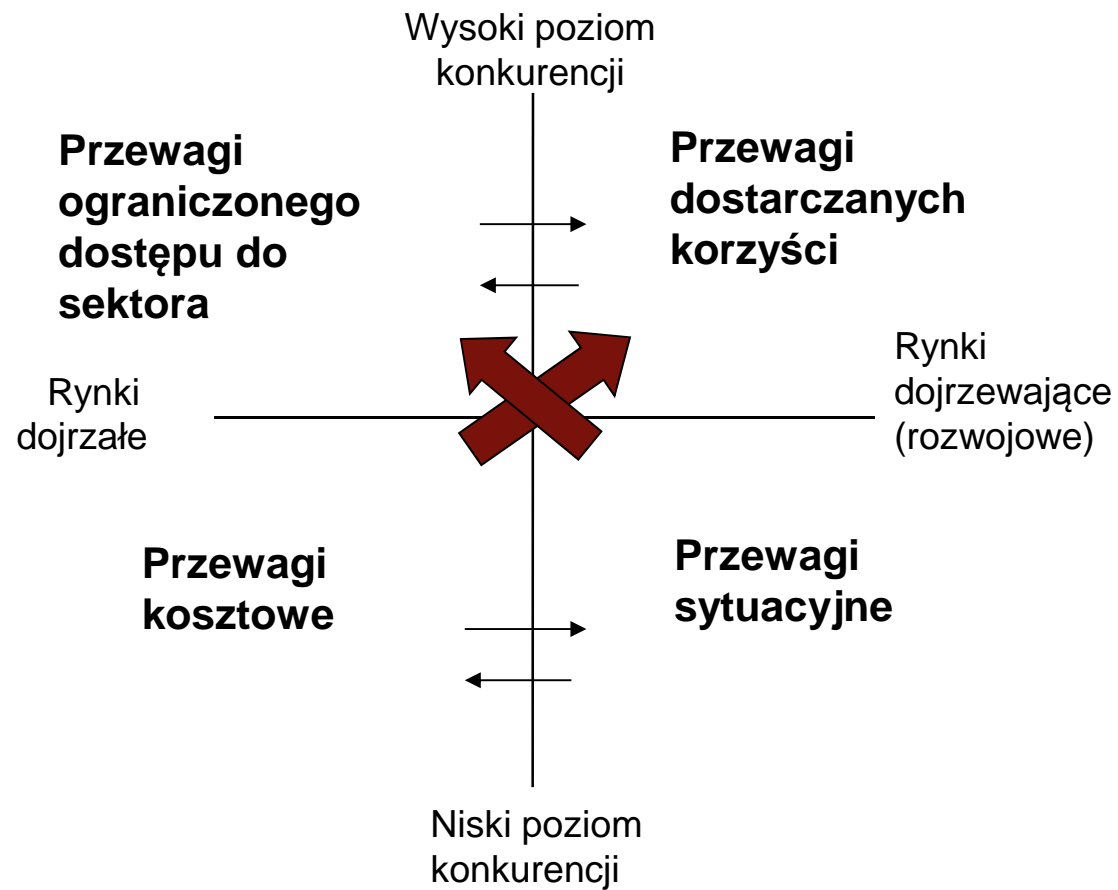 Wysoki poziom
konkurencji
Przewagi
ograniczonego
dostępu do
sektora
Przewagi
dostarczanych
korzyści
Rynki
dojrzałe
Rynki
dojrzewające
(rozwojowe)
Przewagi
kosztowe
Przewagi
sytuacyjne
Niski poziom
konkurencji